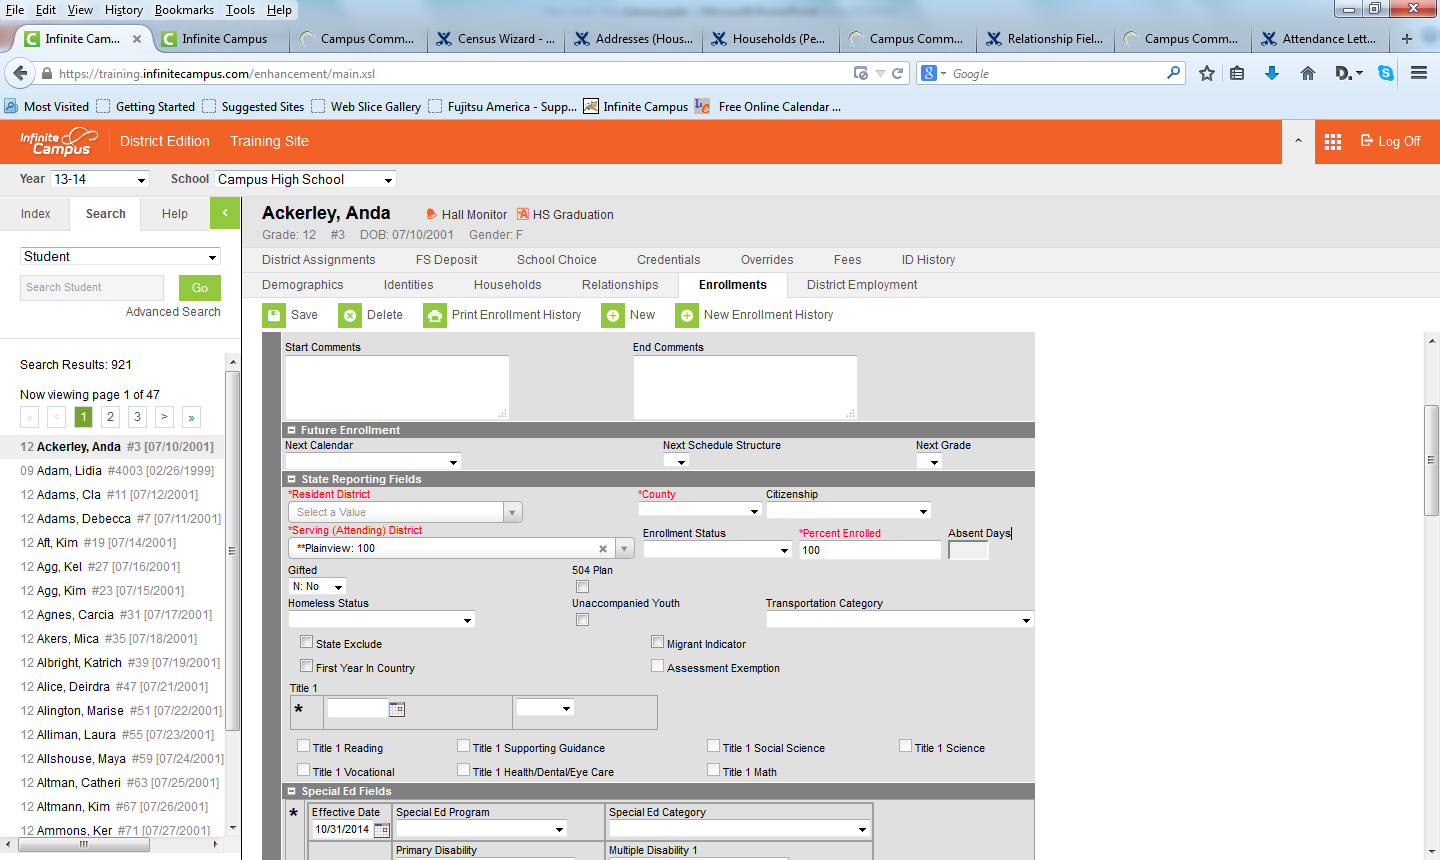 File Edit View History Bookmarks Tools Help
Infinite Cam... Infinite Campus Campus Comm... Census Wizard - ... Addresses (Hous... Households (Pe... Campus Comm... Relationship Fiel... Campus Comm... Attendance Lett...
https://training.infinitecampus.com/enhancement/main.xsl Google
Most Visited Getting Started Suggested Sites Web Slice Gallery Fujitsu America - Supp... Infinite Campus Free Online Calendar ...
Infinite Campus District Edition Training Site Log Off
Year 13-14 School Campus High School
Index Search Help
Ackerley, Anda Hall Monitor HS Graduation
Grade: 12 #3 DOB: 07/10/2001 Gender: F
District Assignments FS Deposit School Choice Credentials Overrides Fees ID History
Demographics Identities Households Relationships Enrollments District Employment
Save Delete Print Enrollment History New New Enrollment History
Student
Search Student Go
Advanced Search
Search Results: 921
Now viewing page 1 of 47
« < 1 2 3 > »
12 Ackerley, Anda #3 [07/10/2001]
09 Adam, Lidia #4003 [02/26/1999]
12 Adams, Cla #11 [07/12/2001]
12 Adams, Debecca #7 [07/11/2001]
12 Aft, Kim #19 [07/14/2001]
12 Agg, Kel #27 [07/16/2001]
12 Agg, Kim #23 [07/15/2001]
12 Agnes, Carcia #31 [07/17/2001]
12 Akers, Mica #35 [07/18/2001]
12 Albright, Katrich #39 [07/19/2001]
12 Alice, Deirdra #47 [07/21/2001]
12 Alington, Marise #51 [07/22/2001]
12 Alliman, Laura #55 [07/23/2001]
12 Allshouse, Maya #59 [07/24/2001]
12 Altman, Catheri #63 [07/25/2001]
12 Altmann, Kim #67 [07/26/2001]
12 Ammons, Ker #71 [07/27/2001]
Start Comments End Comments
Future Enrollment
Next Calendar Next Schedule Structure Next Grade
State Reporting Fields
*Resident District *County Citizenship
Select a Value
*Serving (Attending) District Enrollment Status *Percent Enrolled Absent Days
**Plainview: 100 100
Gifted 504 Plan
N: No
Homeless Status Unaccompanied Youth Transportation Category
State Exclude Migrant Indicator
First Year In Country Assessment Exemption
Title 1
*
Title 1 Reading Title 1 Supporting Guidance Title 1 Social Science Title 1 Science
Title 1 Vocational Title 1 Health/Dental/Eye Care Title 1 Math
Special Ed Fields
* Effective Date Special Ed Program Special Ed Category
10/31/2014
Primary Disability Multiple Disability 1